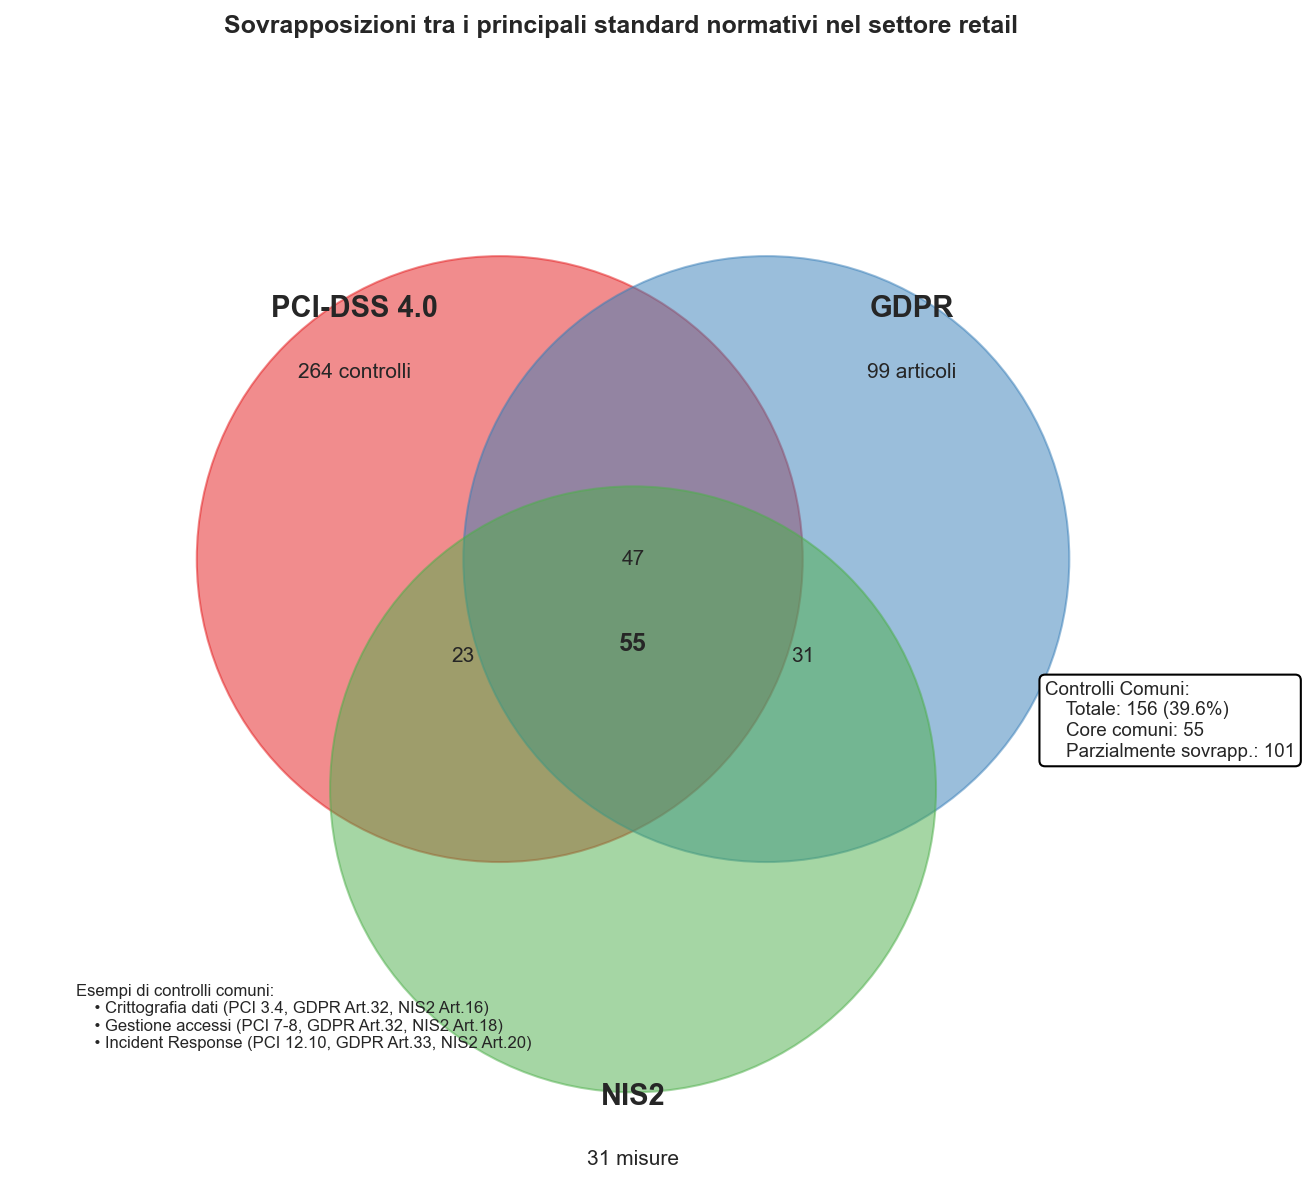 Sovrapposizioni tra i principali standard normativi nel settore retail
PCI-DSS 4.0
GDPR
264 controlli
99 articoli
47
55
23
31
Controlli Comuni:
Totale: 156 (39.6%)
Core comuni: 55
Parzialmente sovrapp.: 101
Esempi di controlli comuni:
• Crittografia dati (PCI 3.4, GDPR Art.32, NIS2 Art.16)
• Gestione accessi (PCI 7-8, GDPR Art.32, NIS2 Art.18)
• Incident Response (PCI 12.10, GDPR Art.33, NIS2 Art.20)
NIS2
31 misure